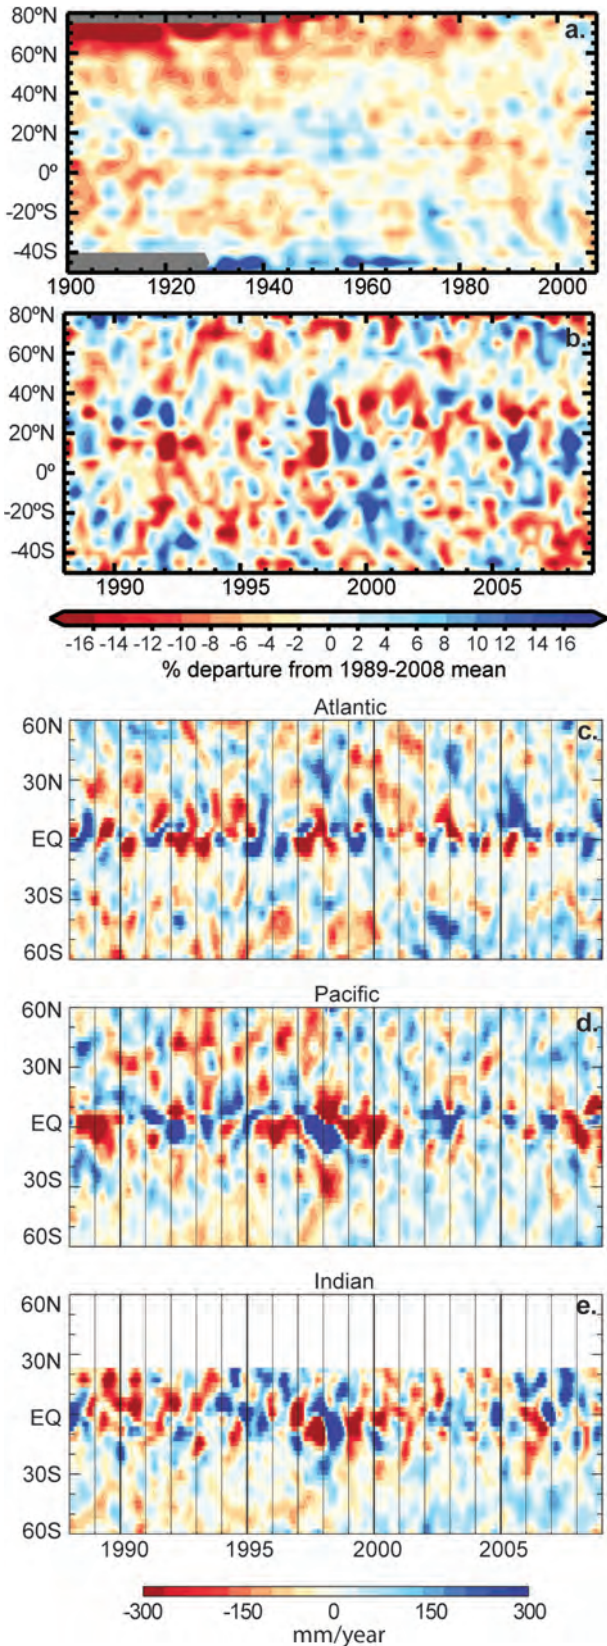 80ºN
a.
60ºN
40ºN
20ºN
0º
-20ºS
-40S
1900 1920 1940 1960 1980 2000
80ºN
b.
60ºN
40ºN
20ºN
0ºC
-20ºS
-40S
1990 1995 2000 2005
-16 -14 -12 -10 -8 -6 -4 -2 0 2 4 6 8 10 12 14 16
% departure from 1989-2008 mean
Atlantic
60N
c.
30N
EQ
30S
60S
Pacific
60N
d.
30N
EQ
30S
60S
Indian
60N
e.
30N
EQ
30S
60S
1990 1995 2000 2005
-300 -150 0 150 300
mm/year